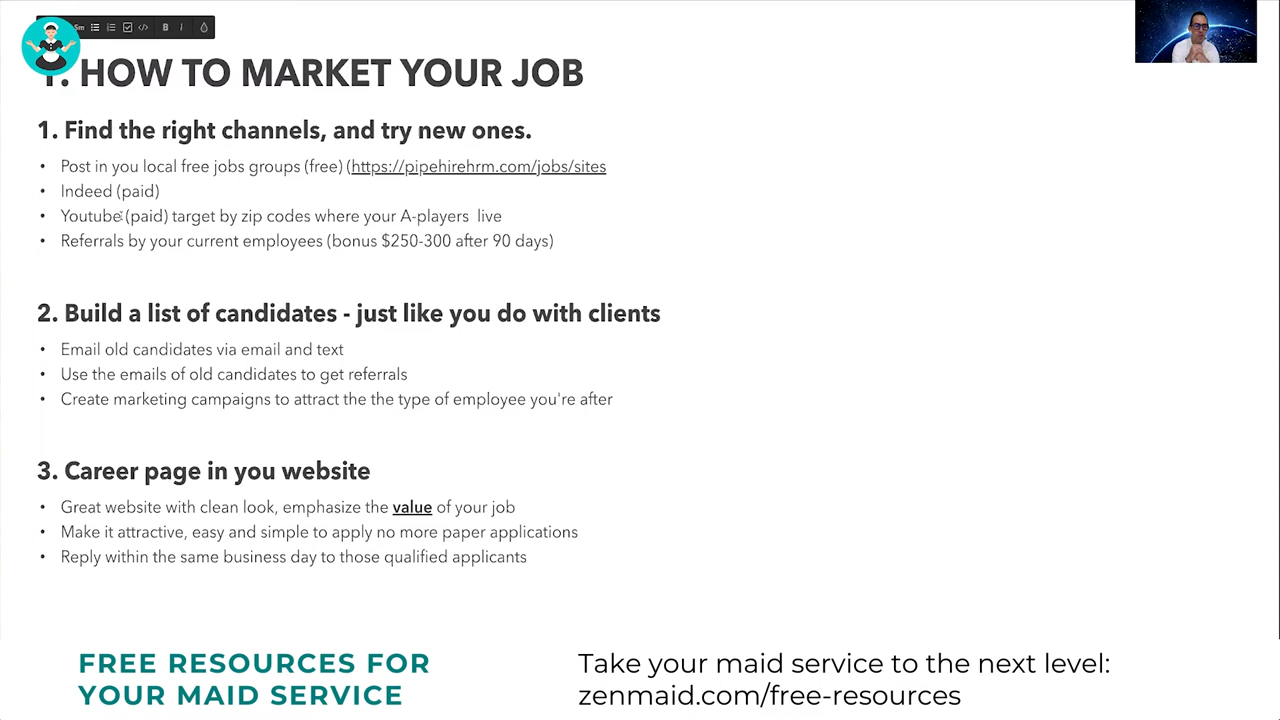 5m B i
1. HOW TO MARKET YOUR JOB
1. Find the right channels, and try new ones.
• Post in you local free jobs groups (free) (https://pipehirehrm.com/jobs/sites
• Indeed (paid)
• Youtube (paid) target by zip codes where your A-players live
• Referrals by your current employees (bonus $250-300 after 90 days)
2. Build a list of candidates - just like you do with clients
• Email old candidates via email and text
• Use the emails of old candidates to get referrals
• Create marketing campaigns to attract the the type of employee you're after
3. Career page in you website
• Great website with clean look, emphasize the value of your job
• Make it attractive, easy and simple to apply no more paper applications
• Reply within the same business day to those qualified applicants
FREE RESOURCES FOR
YOUR MAID SERVICE
Take your maid service to the next level:
zenmaid.com/free-resources